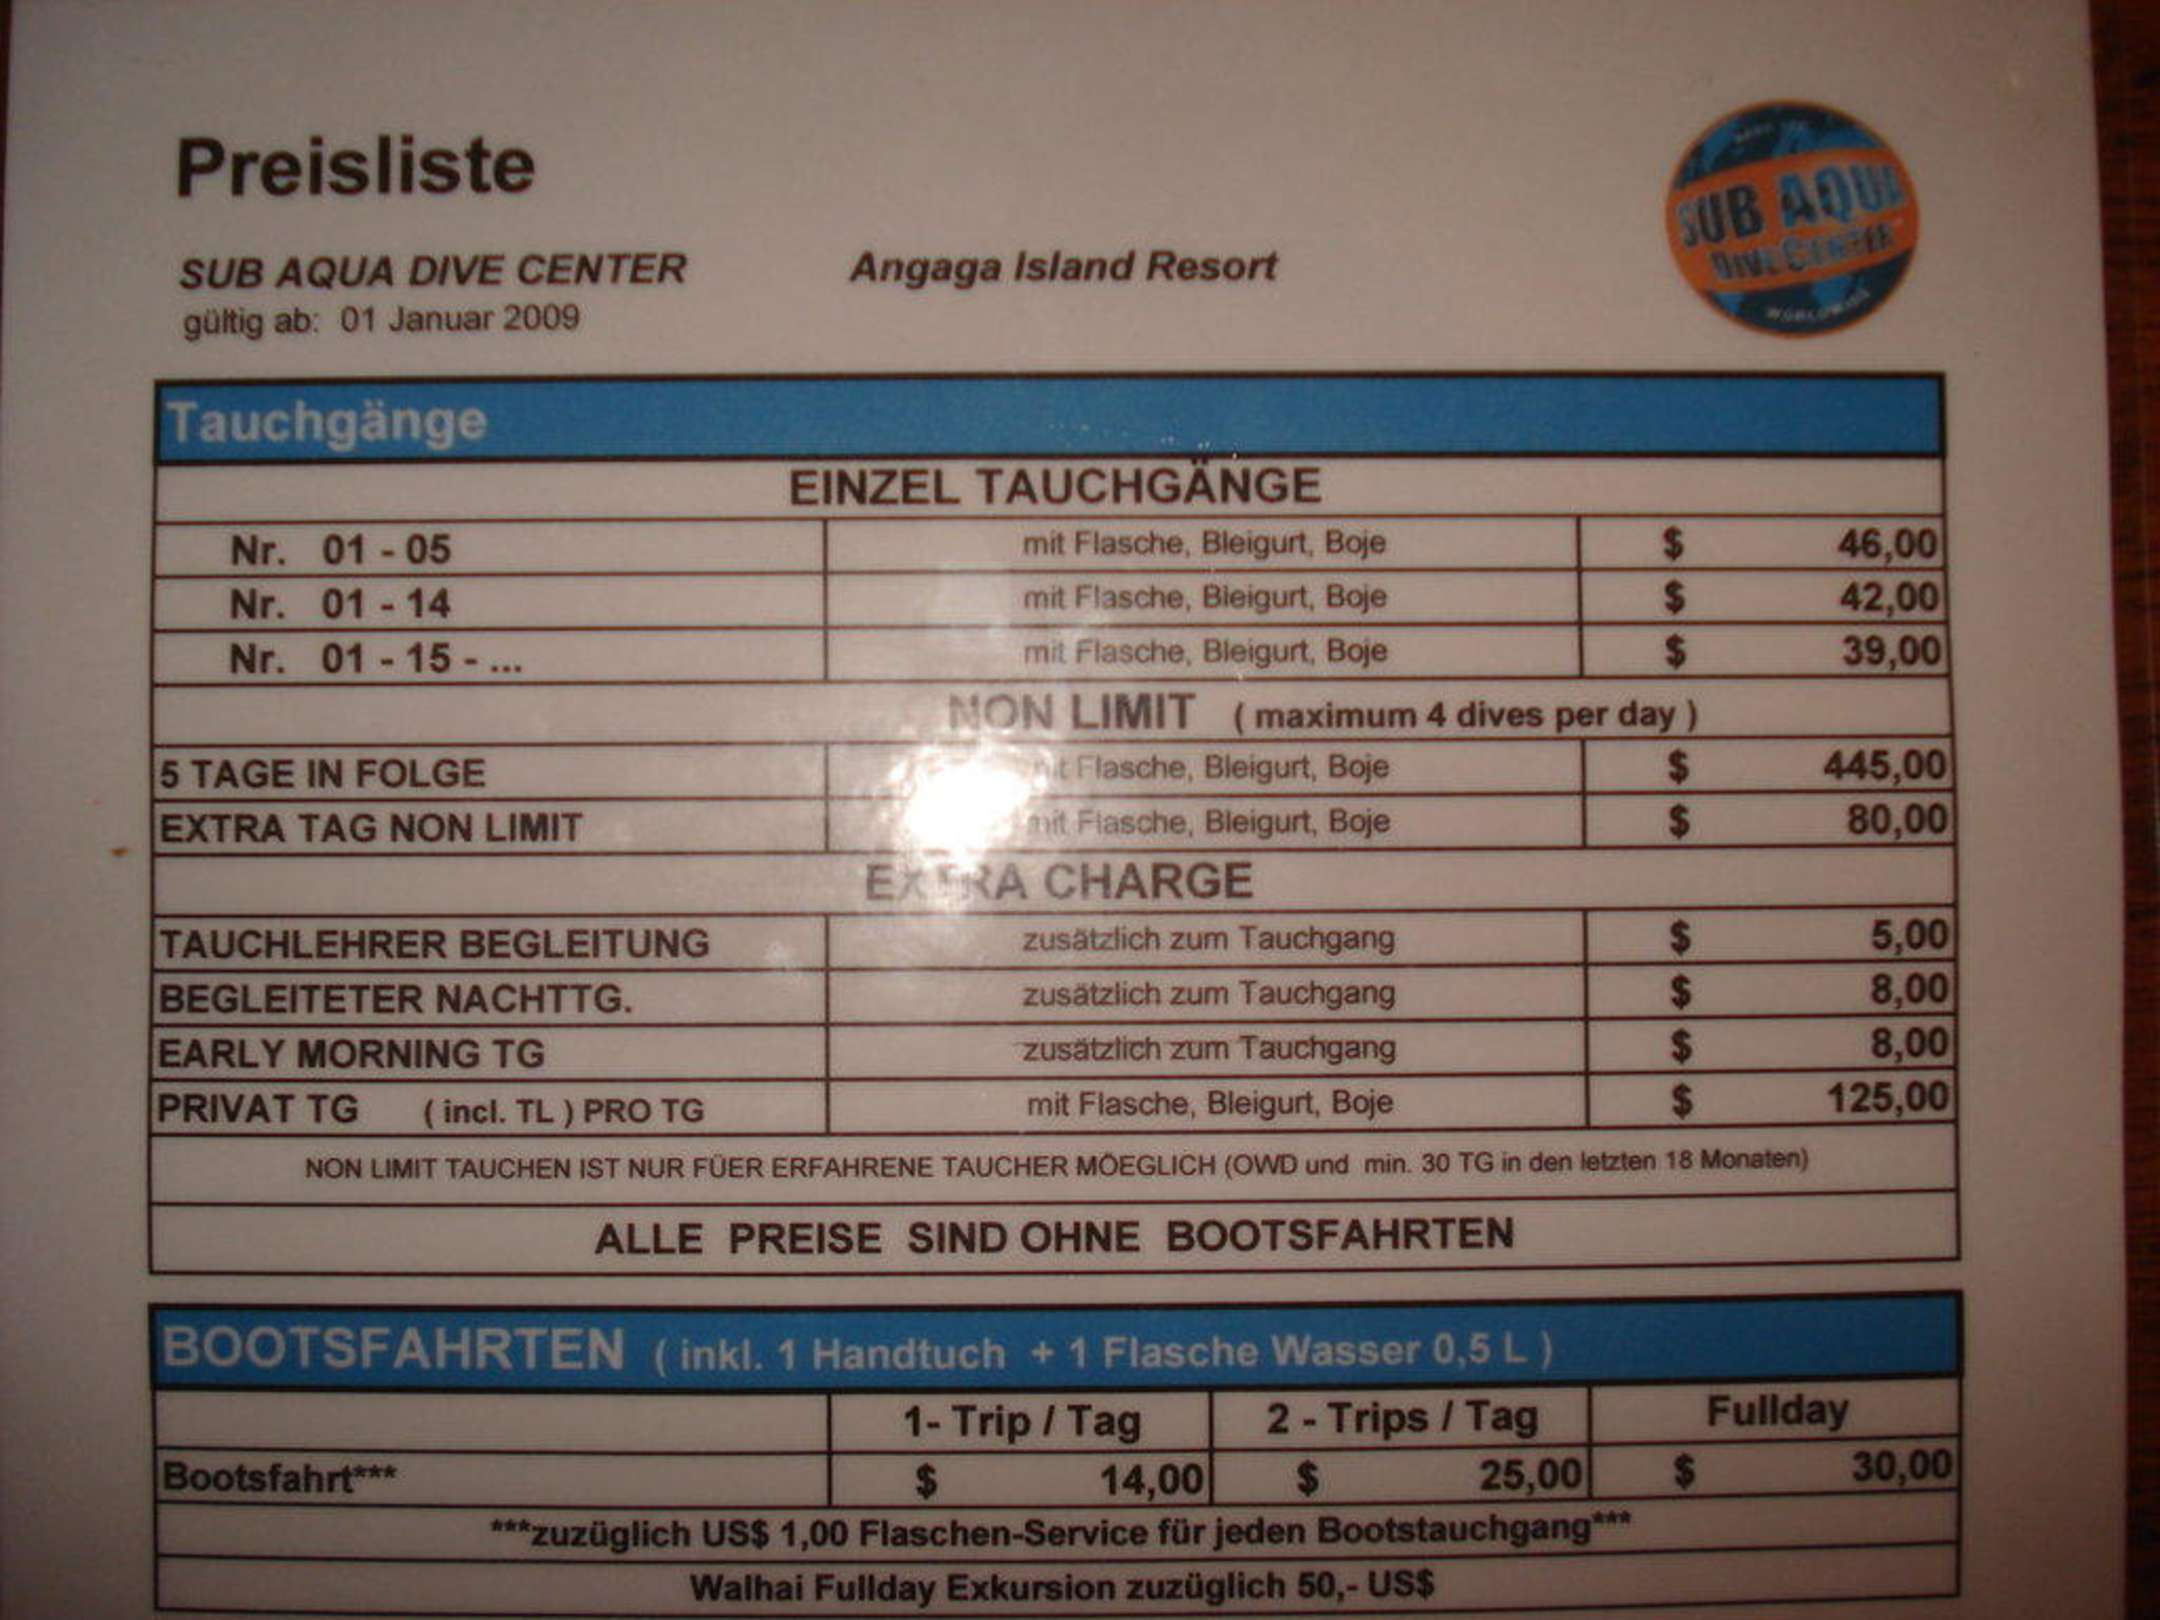 Preisliste
SUB AQUA DIVE CENTER Angaga Island Resort
gültig ab: 01 Januar 2009
SUB AQUA
DIVE CENTER
WORLDWIDE
Tauchgänge
EINZEL TAUCHGÄNGE
Nr. 01 - 05 mit Flasche, Bleigurt, Boje $ 46,00
Nr. 01 - 14 mit Flasche, Bleigurt, Boje $ 42,00
Nr. 01 - 15 - ... mit Flasche, Bleigurt, Boje $ 39,00
NON LIMIT ( maximum 4 dives per day )
5 TAGE IN FOLGE mit Flasche, Bleigurt, Boje $ 445,00
EXTRA TAG NON LIMIT mit Flasche, Bleigurt, Boje $ 80,00
EXTRA CHARGE
TAUCHLEHRER BEGLEITUNG zusätzlich zum Tauchgang $ 5,00
BEGLEITETER NACHTTG. zusätzlich zum Tauchgang $ 8,00
EARLY MORNING TG zusätzlich zum Tauchgang $ 8,00
PRIVAT TG ( incl. TL ) PRO TG mit Flasche, Bleigurt, Boje $ 125,00
NON LIMIT TAUCHEN IST NUR FÜER ERFAHRENE TAUCHER MÖEGLICH (OWD und min. 30 TG in den letzten 18 Monaten)
ALLE PREISE SIND OHNE BOOTSFAHRTEN
BOOTSFAHRTEN ( inkl. 1 Handtuch + 1 Flasche Wasser 0,5 L )
1- Trip / Tag 2 - Trips / Tag Fullday
Bootsfahrt*** $ 14,00 $ 25,00 $ 30,00
***zuzüglich US$ 1,00 Flaschen-Service für jeden Bootstauchgang***
Walhai Fullday Exkursion zuzüglich 50,- US$